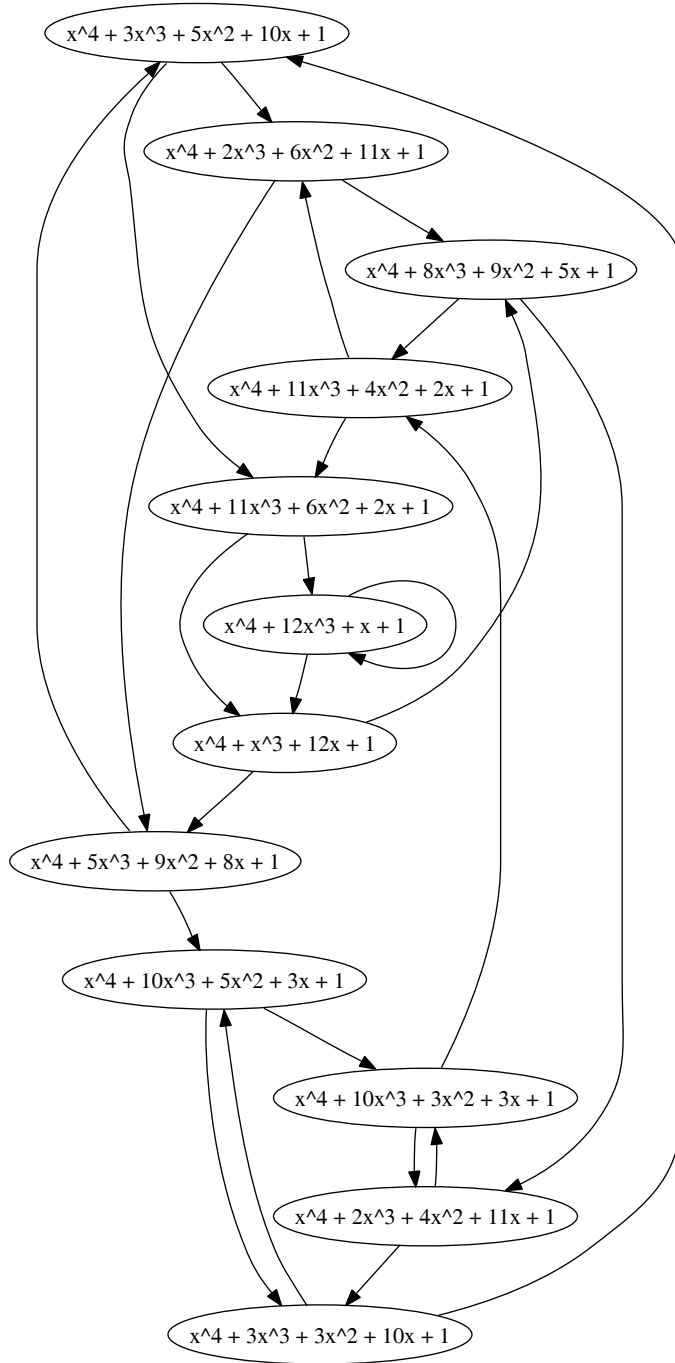 x^4 + 3x^3 + 5x^2 + 10x + 1
x^4 + 2x^3 + 6x^2 + 11x + 1
x^4 + 8x^3 + 9x^2 + 5x + 1
x^4 + 11x^3 + 4x^2 + 2x + 1
x^4 + 11x^3 + 6x^2 + 2x + 1
x^4 + 12x^3 + x + 1
x^4 + x^3 + 12x + 1
x^4 + 5x^3 + 9x^2 + 8x + 1
x^4 + 10x^3 + 5x^2 + 3x + 1
x^4 + 10x^3 + 3x^2 + 3x + 1
x^4 + 2x^3 + 4x^2 + 11x + 1
x^4 + 3x^3 + 3x^2 + 10x + 1